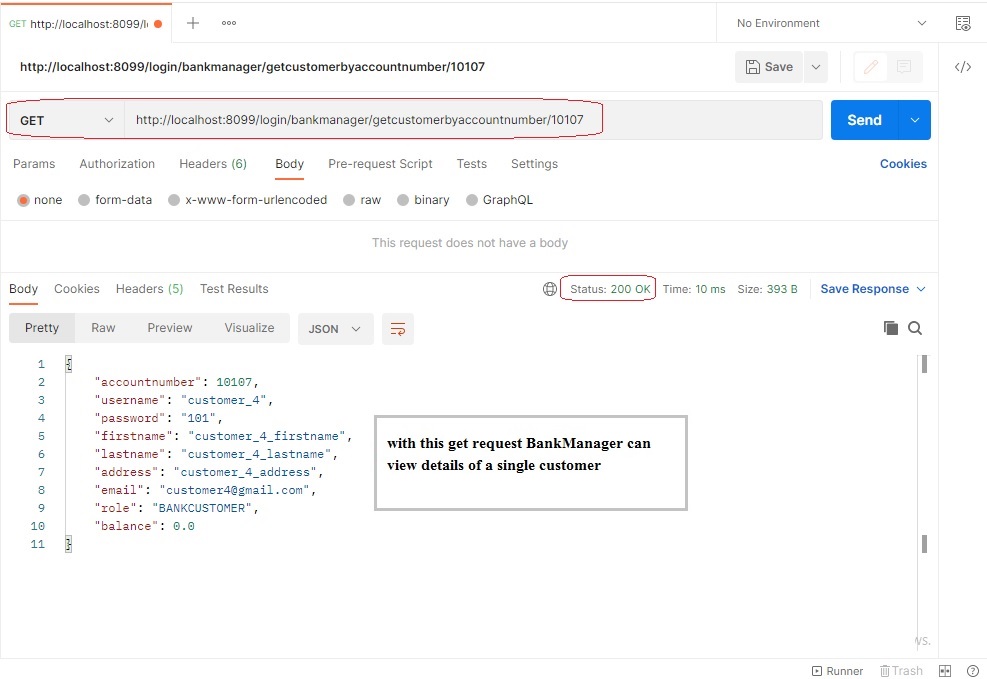 GET http://localhost:8099/l
No Environment
http://localhost:8099/login/bankmanager/getcustomerbyaccountnumber/10107
Save
GET http://localhost:8099/login/bankmanager/getcustomerbyaccountnumber/10107
Send
Params Authorization Headers (6) Body Pre-request Script Tests Settings Cookies
none form-data x-www-form-urlencoded raw binary GraphQL
This request does not have a body
Body Cookies Headers (5) Test Results Status: 200 OK Time: 10 ms Size: 393 B Save Response
Pretty Raw Preview Visualize JSON
1 {
2 "accountnumber": 10107,
3 "username": "customer_4",
4 "password": "101",
5 "firstname": "customer_4_firstname",
6 "lastname": "customer_4_lastname",
7 "address": "customer_4_address",
8 "email": "customer4@gmail.com",
9 "role": "BANKCUSTOMER",
10 "balance": 0.0
11 }
with this get request BankManager can
view details of a single customer
Runner Trash